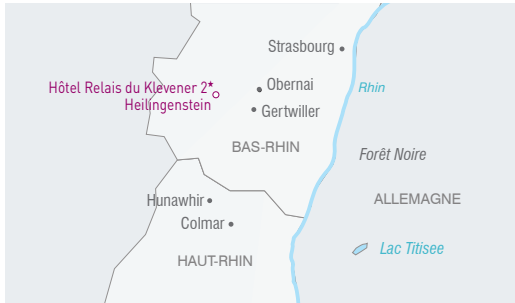 Strasbourg
Hôtel Relais du Klevener 2*
Heilingenstein
Obernai
Rhin
Gertwiller
BAS-RHIN
Forêt Noire
Hunawhir
ALLEMAGNE
Colmar
Lac Titisee
HAUT-RHIN